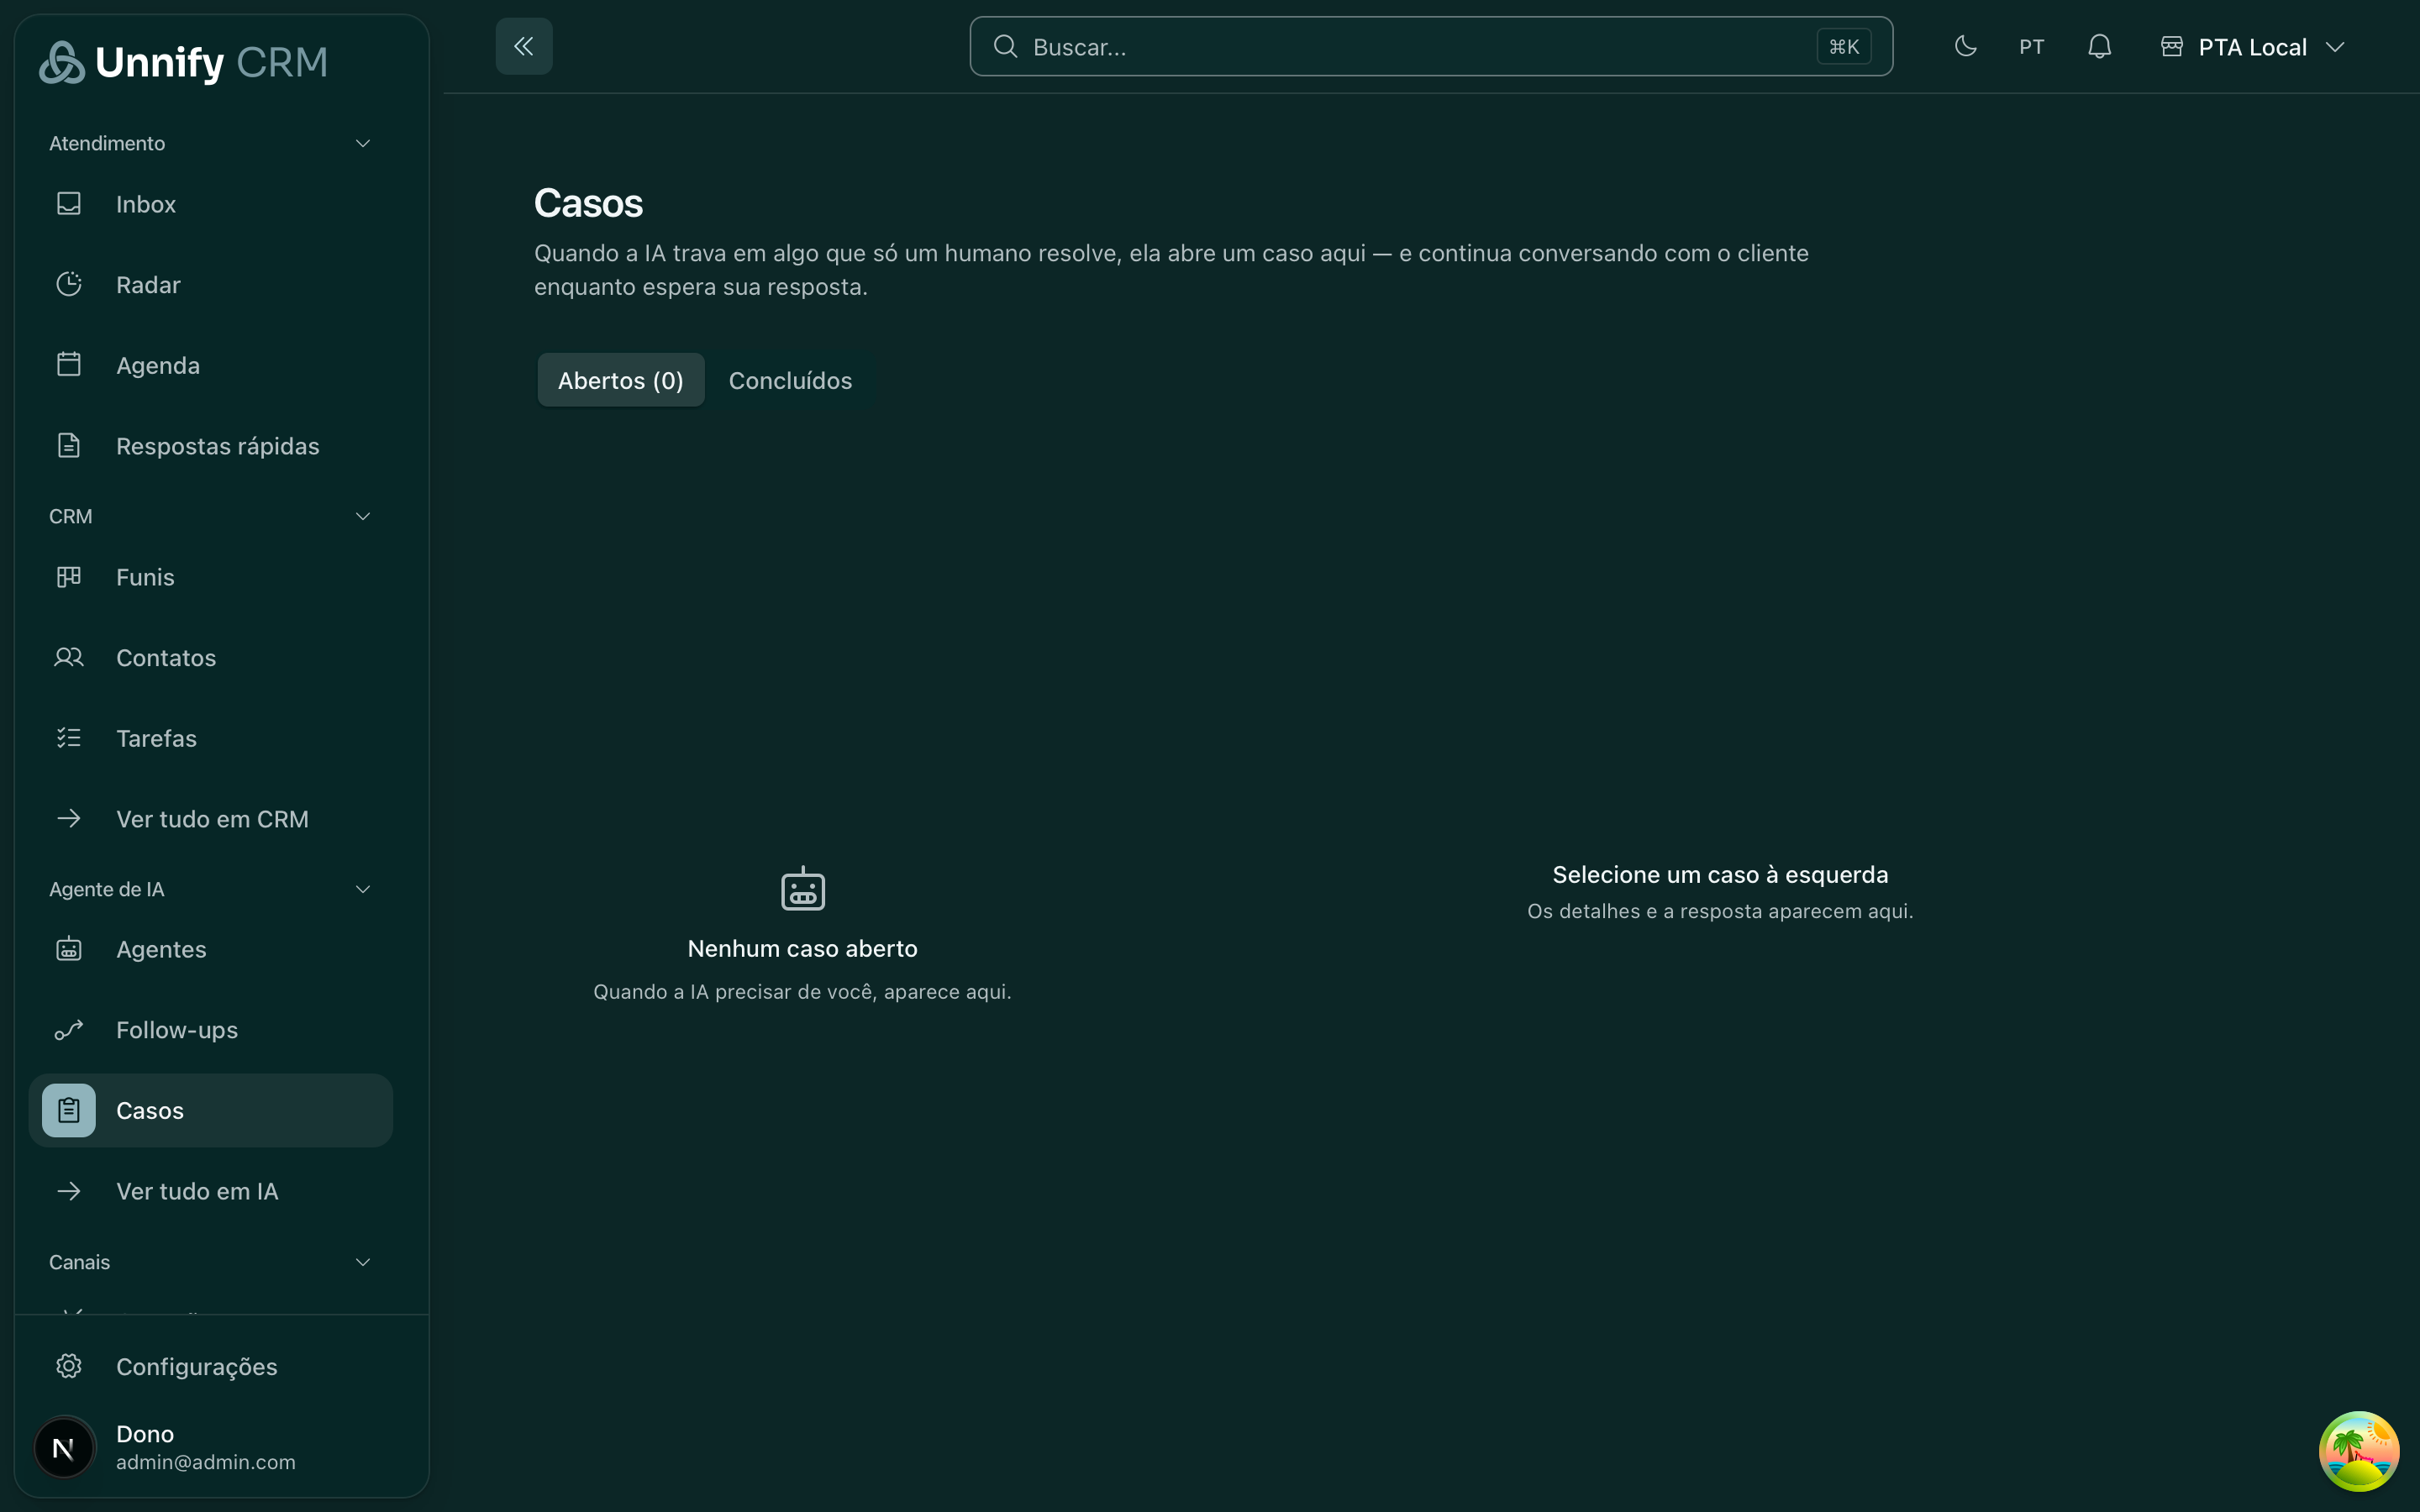 Unnify CRM
Atendimento
Inbox
Radar
Agenda
Respostas rápidas
CRM
Funis
Contatos
Tarefas
Ver tudo em CRM
Agente de IA
Agentes
Follow-ups
Casos
Ver tudo em IA
Canais
Configurações
N
Dono
admin@admin.com
Buscar...
⌘K
PT
PTA Local
Casos
Quando a IA trava em algo que só um humano resolve, ela abre um caso aqui — e continua conversando com o cliente
enquanto espera sua resposta.
Abertos (0)
Concluídos
Nenhum caso aberto
Quando a IA precisar de você, aparece aqui.
Selecione um caso à esquerda
Os detalhes e a resposta aparecem aqui.